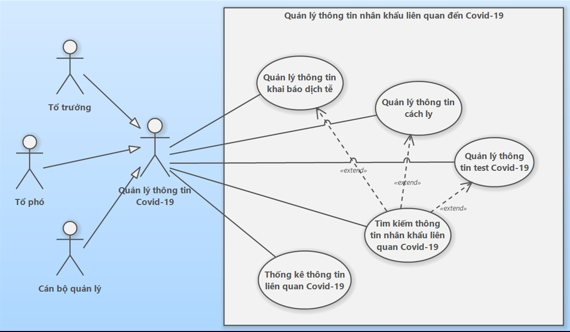 Quản lý thông tin nhân khẩu liên quan đến Covid-19
Tổ trưởng
Tổ phó
Cán bộ quản lý
Quản lý thông tin
Covid-19
Quản lý thông tin
khai báo dịch tễ
Quản lý thông tin
cách ly
Quản lý thông
tin test Covid-19
«extend»
«extend»
«extend»
Tìm kiếm thông
tin nhân khẩu liên
quan Covid-19
Thống kê thông tin
liên quan Covid-19